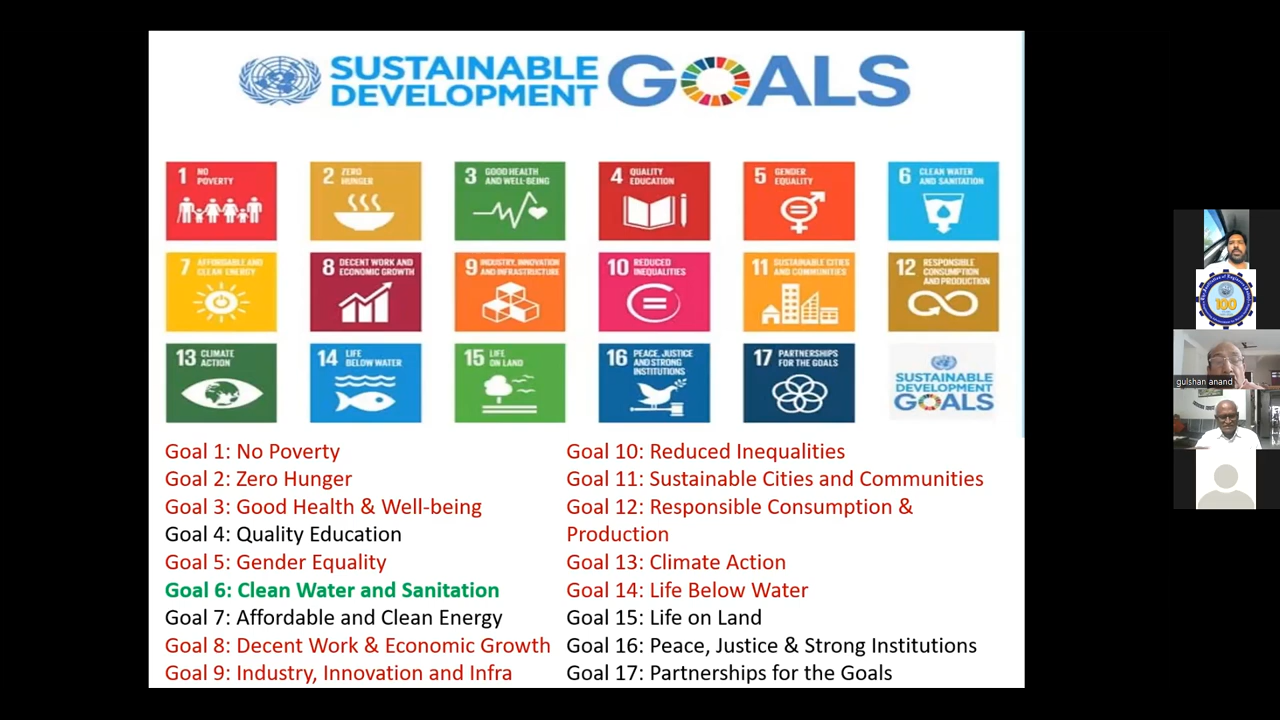 SUSTAINABLE
DEVELOPMENT
GOALS
1 NO
POVERTY
2 ZERO
HUNGER
3 GOOD HEALTH
AND WELL-BEING
4 QUALITY
EDUCATION
5 GENDER
EQUALITY
6 CLEAN WATER
AND SANITATION
7 AFFORDABLE AND
CLEAN ENERGY
8 DECENT WORK AND
ECONOMIC GROWTH
9 INDUSTRY, INNOVATION
AND INFRASTRUCTURE
10 REDUCED
INEQUALITIES
11 SUSTAINABLE CITIES
AND COMMUNITIES
12 RESPONSIBLE
CONSUMPTION
AND PRODUCTION
13 CLIMATE
ACTION
14 LIFE
BELOW WATER
15 LIFE
ON LAND
16 PEACE, JUSTICE
AND STRONG
INSTITUTIONS
17 PARTNERSHIPS
FOR THE GOALS
SUSTAINABLE
DEVELOPMENT
GOALS
Goal 1: No Poverty
Goal 2: Zero Hunger
Goal 3: Good Health & Well-being
Goal 4: Quality Education
Goal 5: Gender Equality
Goal 6: Clean Water and Sanitation
Goal 7: Affordable and Clean Energy
Goal 8: Decent Work & Economic Growth
Goal 9: Industry, Innovation and Infra
Goal 10: Reduced Inequalities
Goal 11: Sustainable Cities and Communities
Goal 12: Responsible Consumption &
Production
Goal 13: Climate Action
Goal 14: Life Below Water
Goal 15: Life on Land
Goal 16: Peace, Justice & Strong Institutions
Goal 17: Partnerships for the Goals
100
gulshan anand